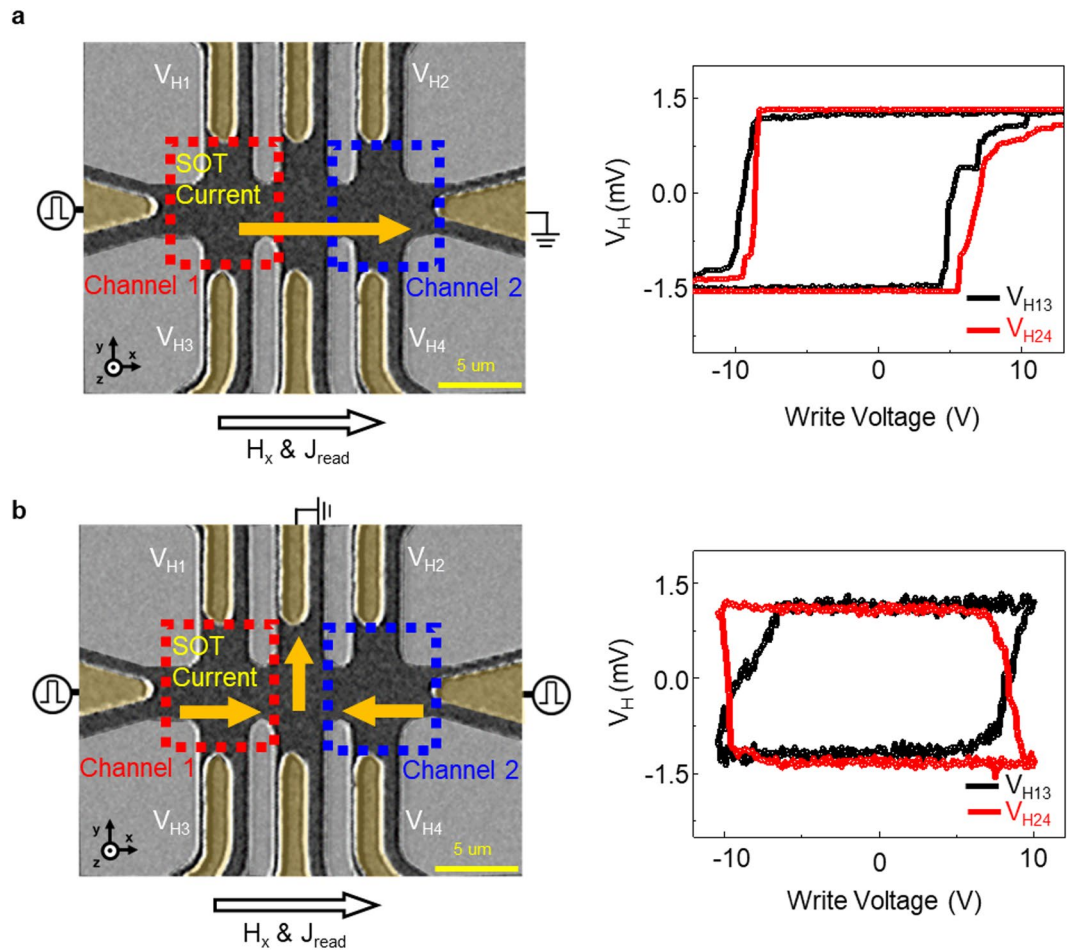 a
V_H1
V_H2
SOT
Current
Channel 1
Channel 2
V_H3
V_H4
y
x
z
5 um
H_x & J_read
V_H (mV)
1.5
0.0
-1.5
V_H13
V_H24
-10
0
10
Write Voltage (V)
b
V_H1
V_H2
SOT
Current
Channel 1
Channel 2
V_H3
V_H4
y
x
z
5 um
H_x & J_read
V_H (mV)
1.5
0.0
-1.5
V_H13
V_H24
-10
0
10
Write Voltage (V)